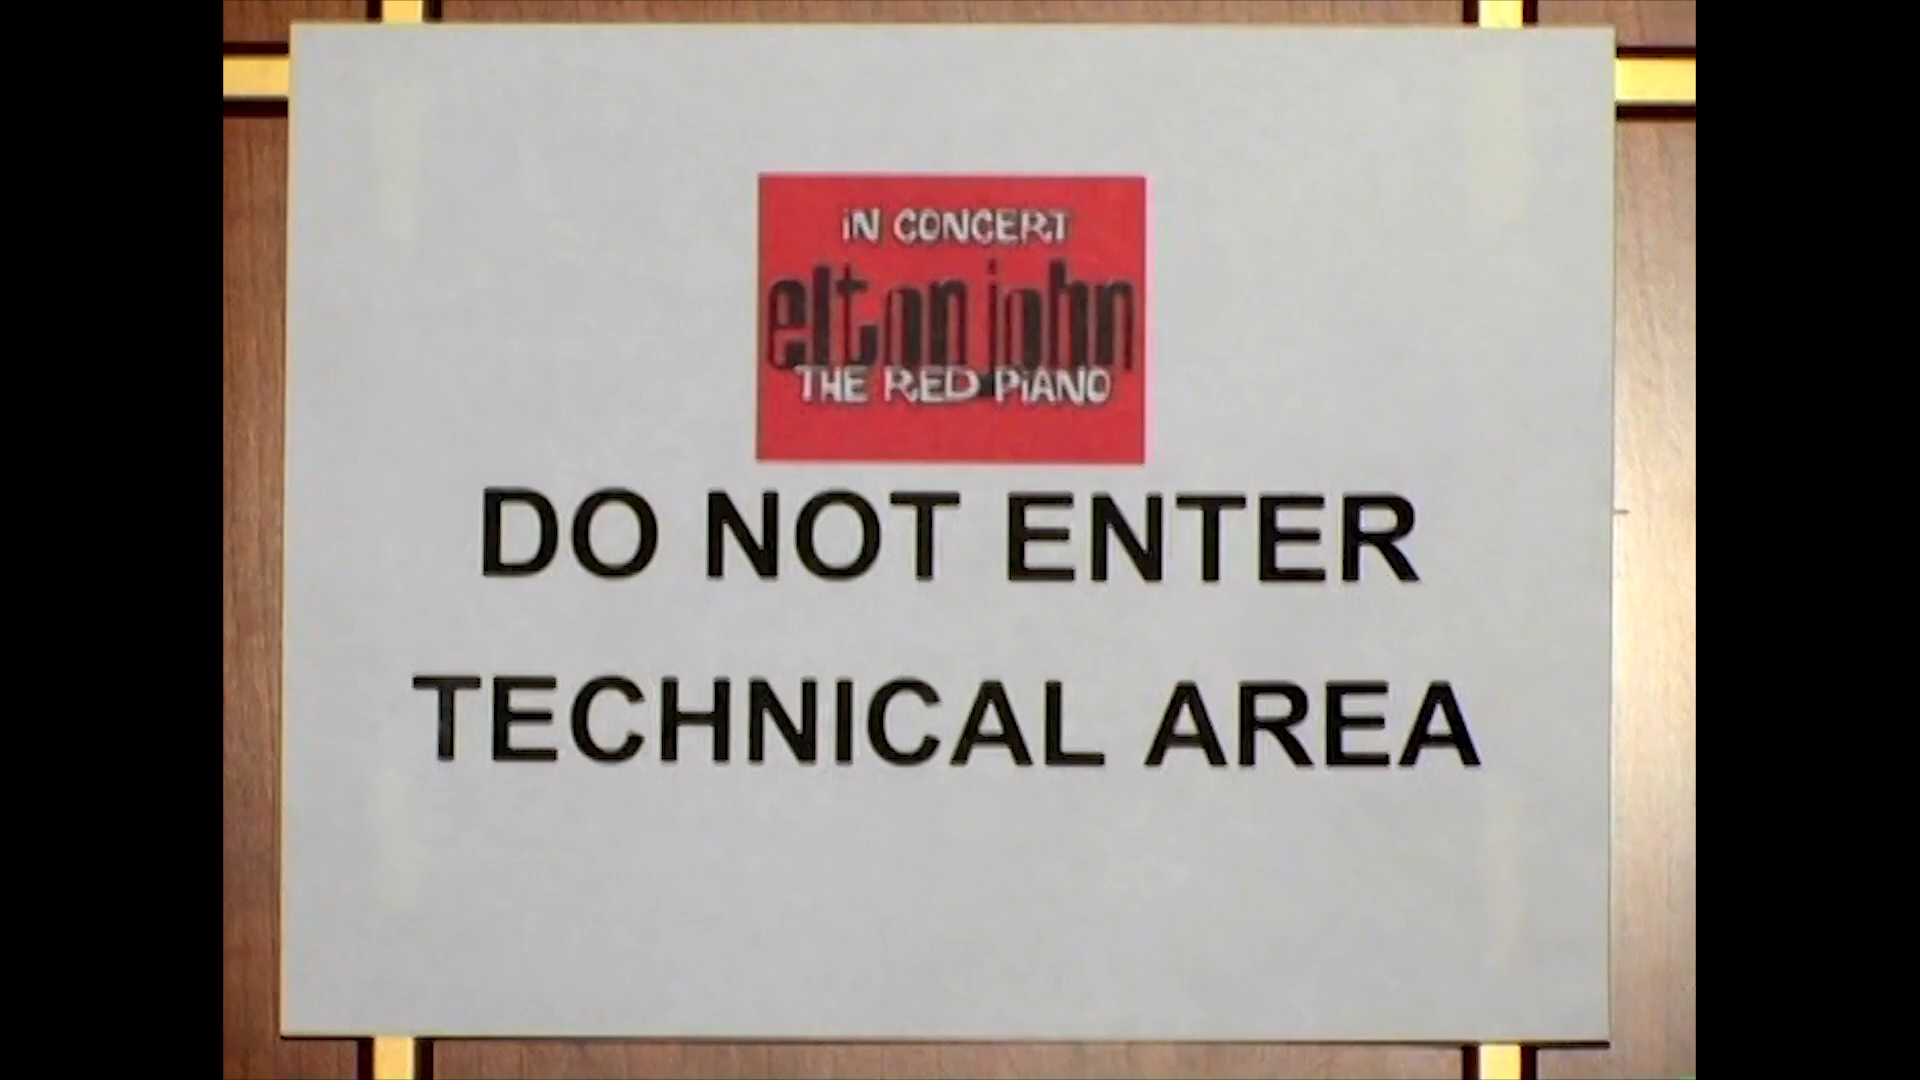 iN CONCERT
elton john
THE RED PiANO
DO NOT ENTER
TECHNICAL AREA